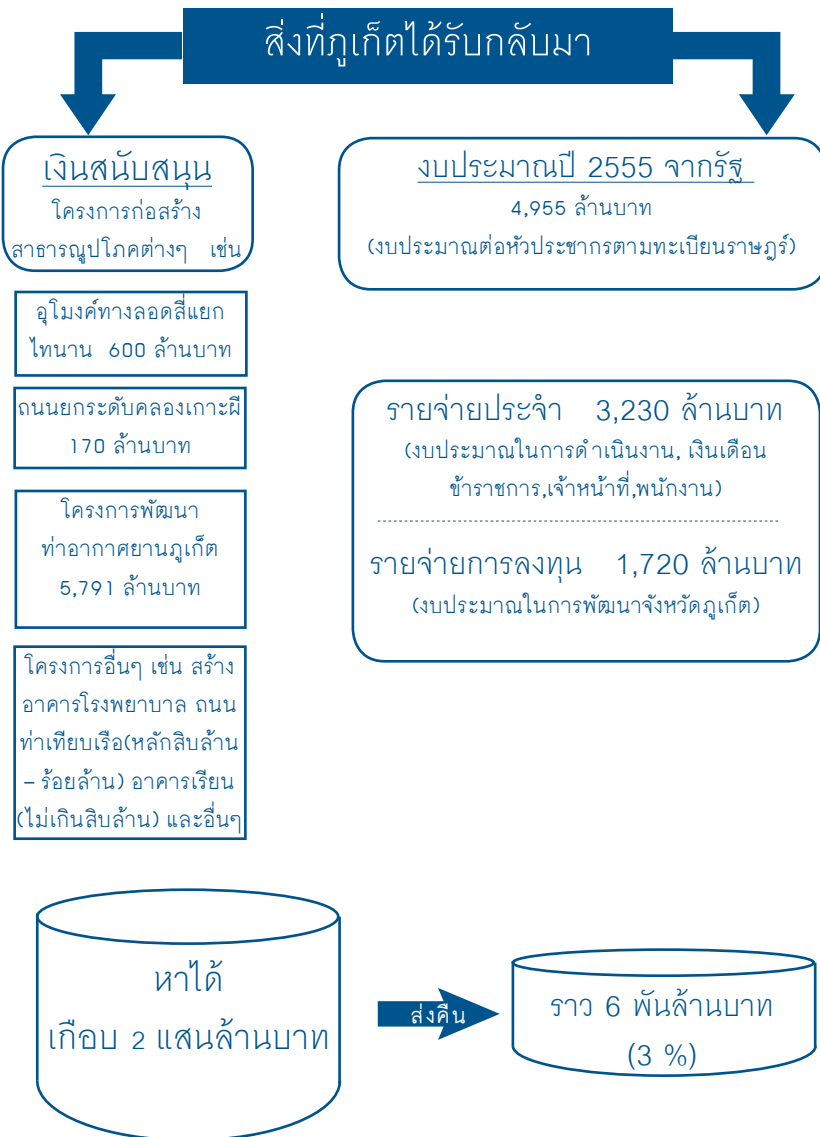 สิ่งที่ภูเก็ตได้รับกลับมา
เงินสนับสนุน
โครงการก่อสร้าง
สาธารณูปโภคต่างๆ เช่น
อุโมงค์ทางลอดสี่แยก
ไทนาน 600 ล้านบาท
ถนนยกระดับคลองเกาะผี
170 ล้านบาท
โครงการพัฒนา
ท่าอากาศยานภูเก็ต
5,791 ล้านบาท
โครงการอื่นๆ เช่น สร้าง
อาคารโรงพยาบาล ถนน
ท่าเทียบเรือ(หลักสิบล้าน
– ร้อยล้าน) อาคารเรียน
(ไม่เกินสิบล้าน) และอื่นๆ
งบประมาณปี 2555 จากรัฐ
4,955 ล้านบาท
(งบประมาณต่อหัวประชากรตามทะเบียนราษฎร์)
รายจ่ายประจำ 3,230 ล้านบาท
(งบประมาณในการดำเนินงาน, เงินเดือน
ข้าราชการ,เจ้าหน้าที่,พนักงาน)
รายจ่ายการลงทุน 1,720 ล้านบาท
(งบประมาณในการพัฒนาจังหวัดภูเก็ต)
หาได้
เกือบ 2 แสนล้านบาท
ส่งคืน
ราว 6 พันล้านบาท
(3 %)